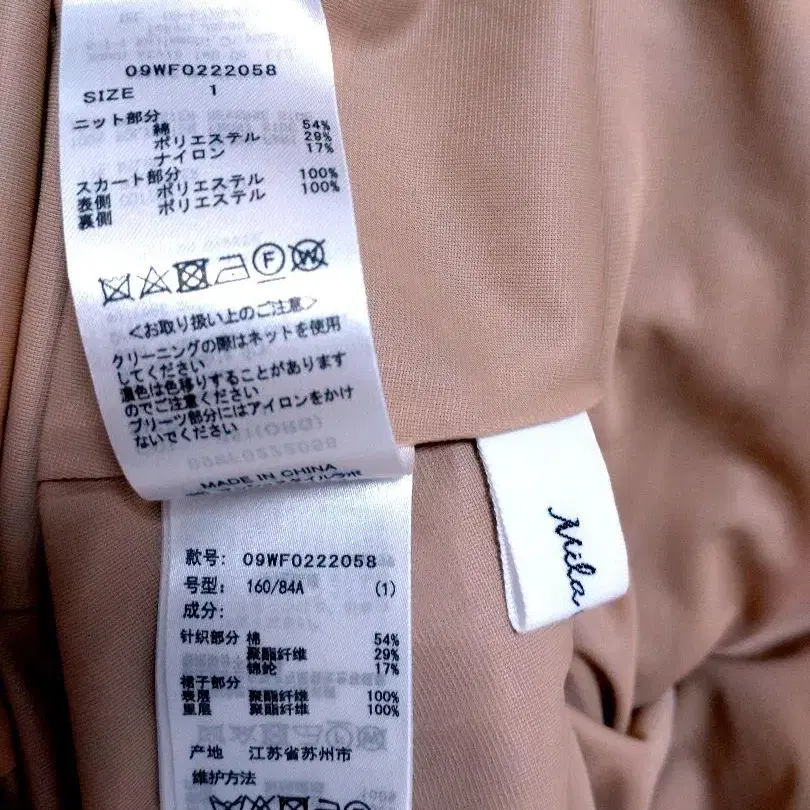 09WF0222058
SIZE 1
ニット部分
綿 54%
ポリエステル 29%
ナイロン 17%
スカート部分
表側 ポリエステル 100%
裏側 ポリエステル 100%
F W
<お取り扱い上のご注意>
クリーニングの際はネットを使用
してください
濃色は色移りすることがあります
のでご注意ください
プリーツ部分にはアイロンをかけ
ないでください
MADE IN CHINA
款号: 09WF0222058
号型: 160/84A (1)
成分:
针织部分 棉 54%
聚酯纤维 29%
锦纶 17%
裙子部分
表层 聚酯纤维 100%
里层 聚酯纤维 100%
产地 江苏省苏州市
维护方法
Mila